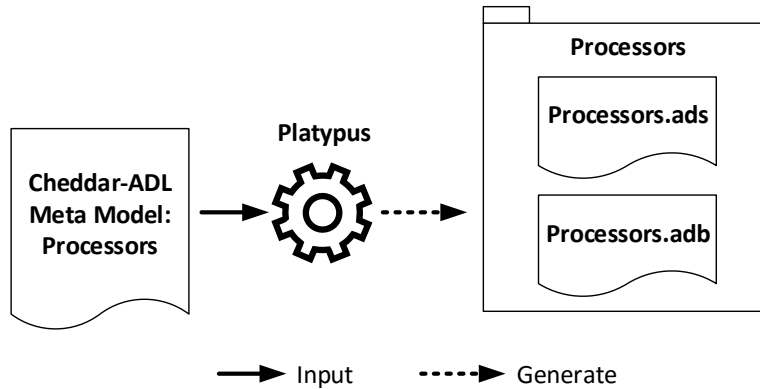 Processors
Processors.ads
Platypus
Cheddar-ADL
Meta Model:
Processors
Processors.adb
Input
Generate